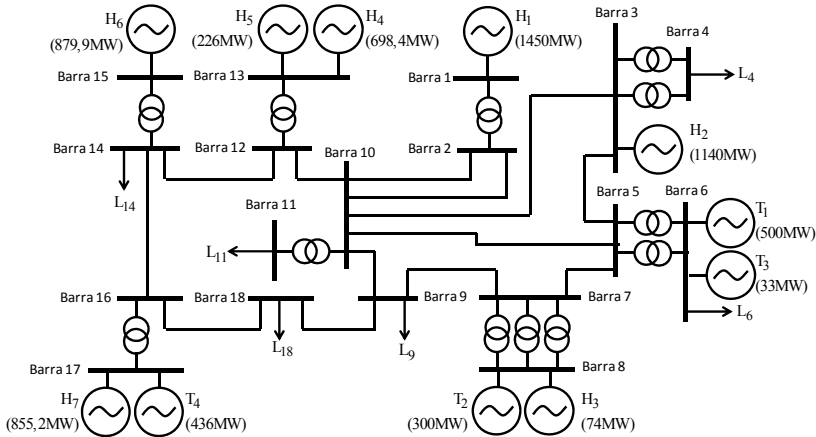 H6
(879,9MW)
H5
(226MW)
H4
(698,4MW)
H1
(1450MW)
Barra 3
Barra 4
L4
Barra 15
Barra 13
Barra 1
H2
(1140MW)
Barra 14
Barra 12
Barra 10
Barra 2
L14
Barra 11
Barra 5
Barra 6
T1
(500MW)
L11
T3
(33MW)
Barra 16
Barra 18
Barra 9
Barra 7
L6
L18
L9
Barra 17
Barra 8
H7
(855,2MW)
T4
(436MW)
T2
(300MW)
H3
(74MW)